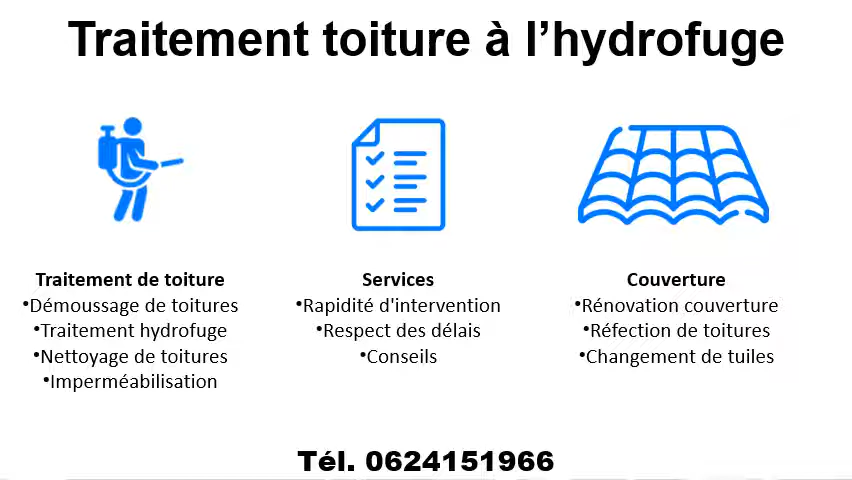 Traitement toiture à l’hydrofuge
Traitement de toiture
•Démoussage de toitures
•Traitement hydrofuge
•Nettoyage de toitures
•Imperméabilisation
Services
•Rapidité d'intervention
•Respect des délais
•Conseils
Couverture
•Rénovation couverture
•Réfection de toitures
•Changement de tuiles
Tél. 0624151966